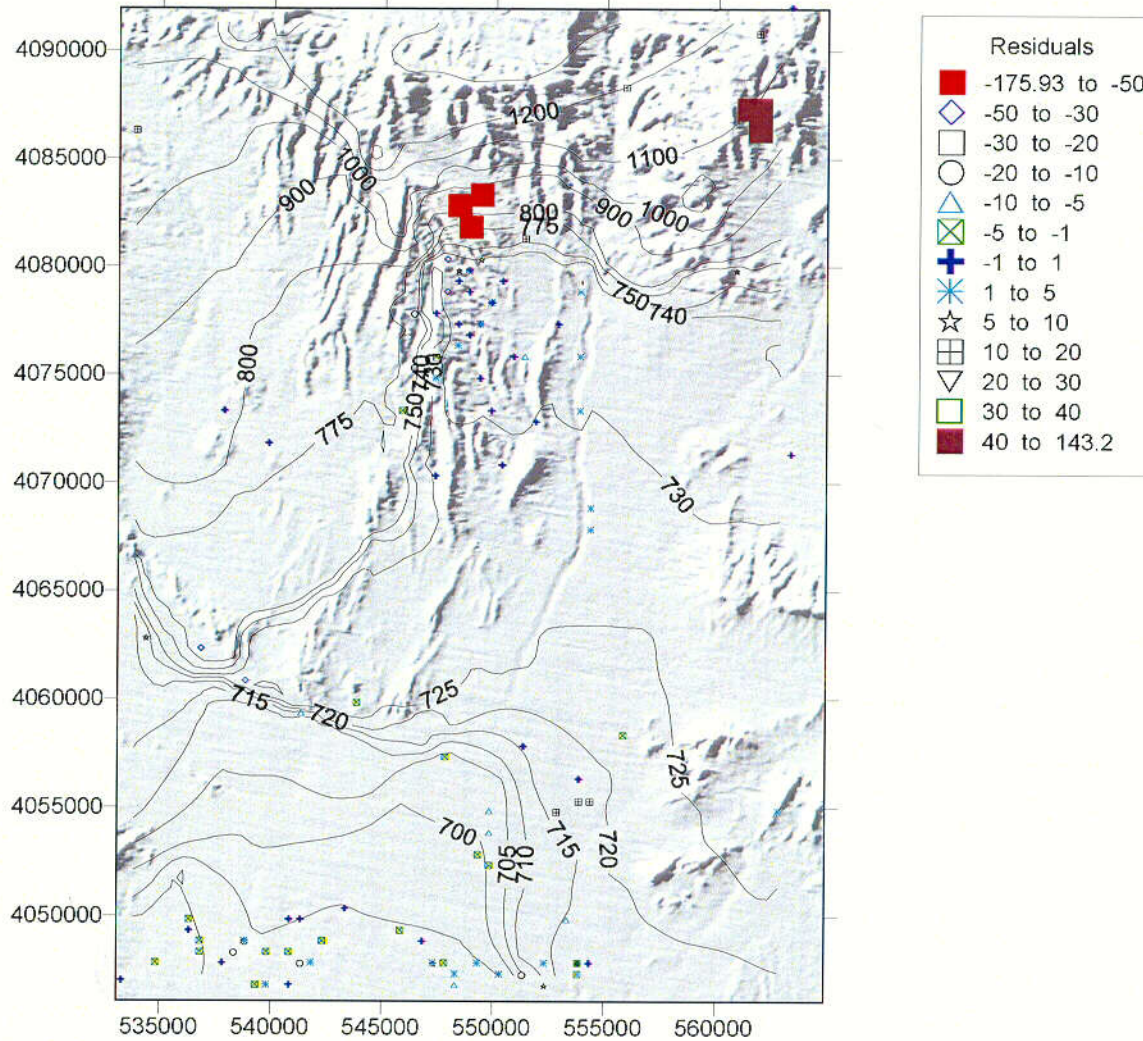 4090000
4085000
4080000
4075000
4070000
4065000
4060000
4055000
4050000
535000 540000 545000 550000 555000 560000
1200
1100
1000
900
800
775
900
1000
750
740
800
775
750
740
730
730
725
715
720
725
700
705
710
715
720
Residuals
-175.93 to -50
-50 to -30
-30 to -20
-20 to -10
-10 to -5
-5 to -1
-1 to 1
1 to 5
5 to 10
10 to 20
20 to 30
30 to 40
40 to 143.2